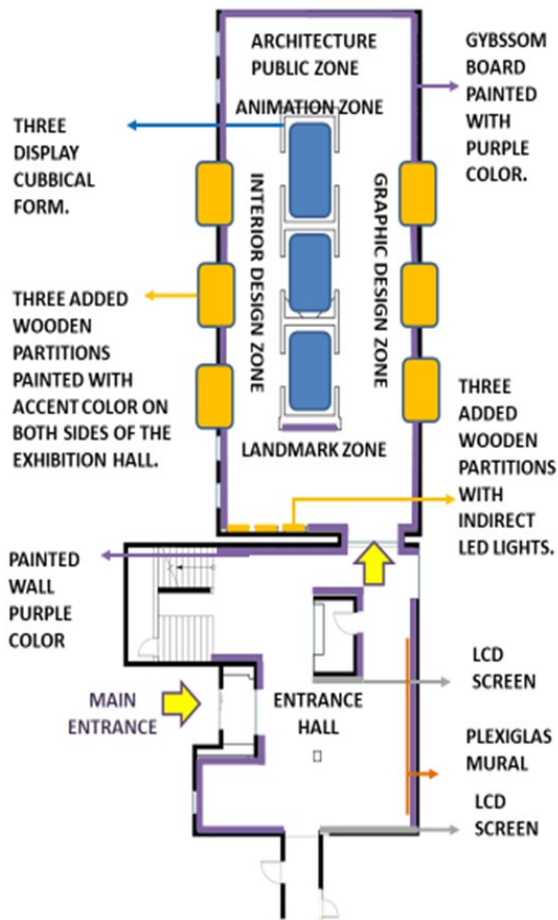 ARCHITECTURE
PUBLIC ZONE
ANIMATION ZONE
GYBSSOM
BOARD
PAINTED
WITH
PURPLE
COLOR.
THREE
DISPLAY
CUBBICAL
FORM.
INTERIOR DESIGN ZONE
GRAPHIC DESIGN ZONE
THREE ADDED
WOODEN
PARTITIONS
PAINTED WITH
ACCENT COLOR ON
BOTH SIDES OF THE
EXHIBITION HALL.
THREE
ADDED
WOODEN
PARTITIONS
WITH
INDIRECT
LED LIGHTS.
LANDMARK ZONE
PAINTED
WALL
PURPLE
COLOR
MAIN
ENTRANCE
ENTRANCE
HALL
LCD
SCREEN
PLEXIGLAS
MURAL
LCD
SCREEN